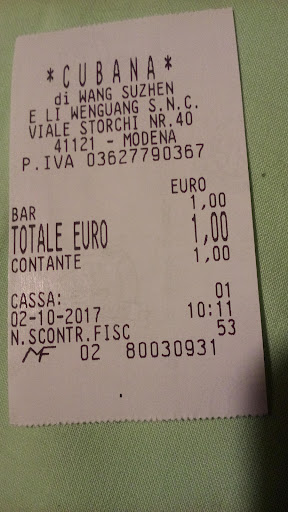 *CUBANA*
di WANG SUZHEN
E LI WENGUANG S.N.C.
VIALE STORCHI NR.40
41121 - MODENA
P.IVA 03627790367
EURO
BAR 1,00
TOTALE EURO 1,00
CONTANTE 1,00
CASSA: 01
02-10-2017 10:11
N.SCONTR.FISC 53
MF 02 80030931